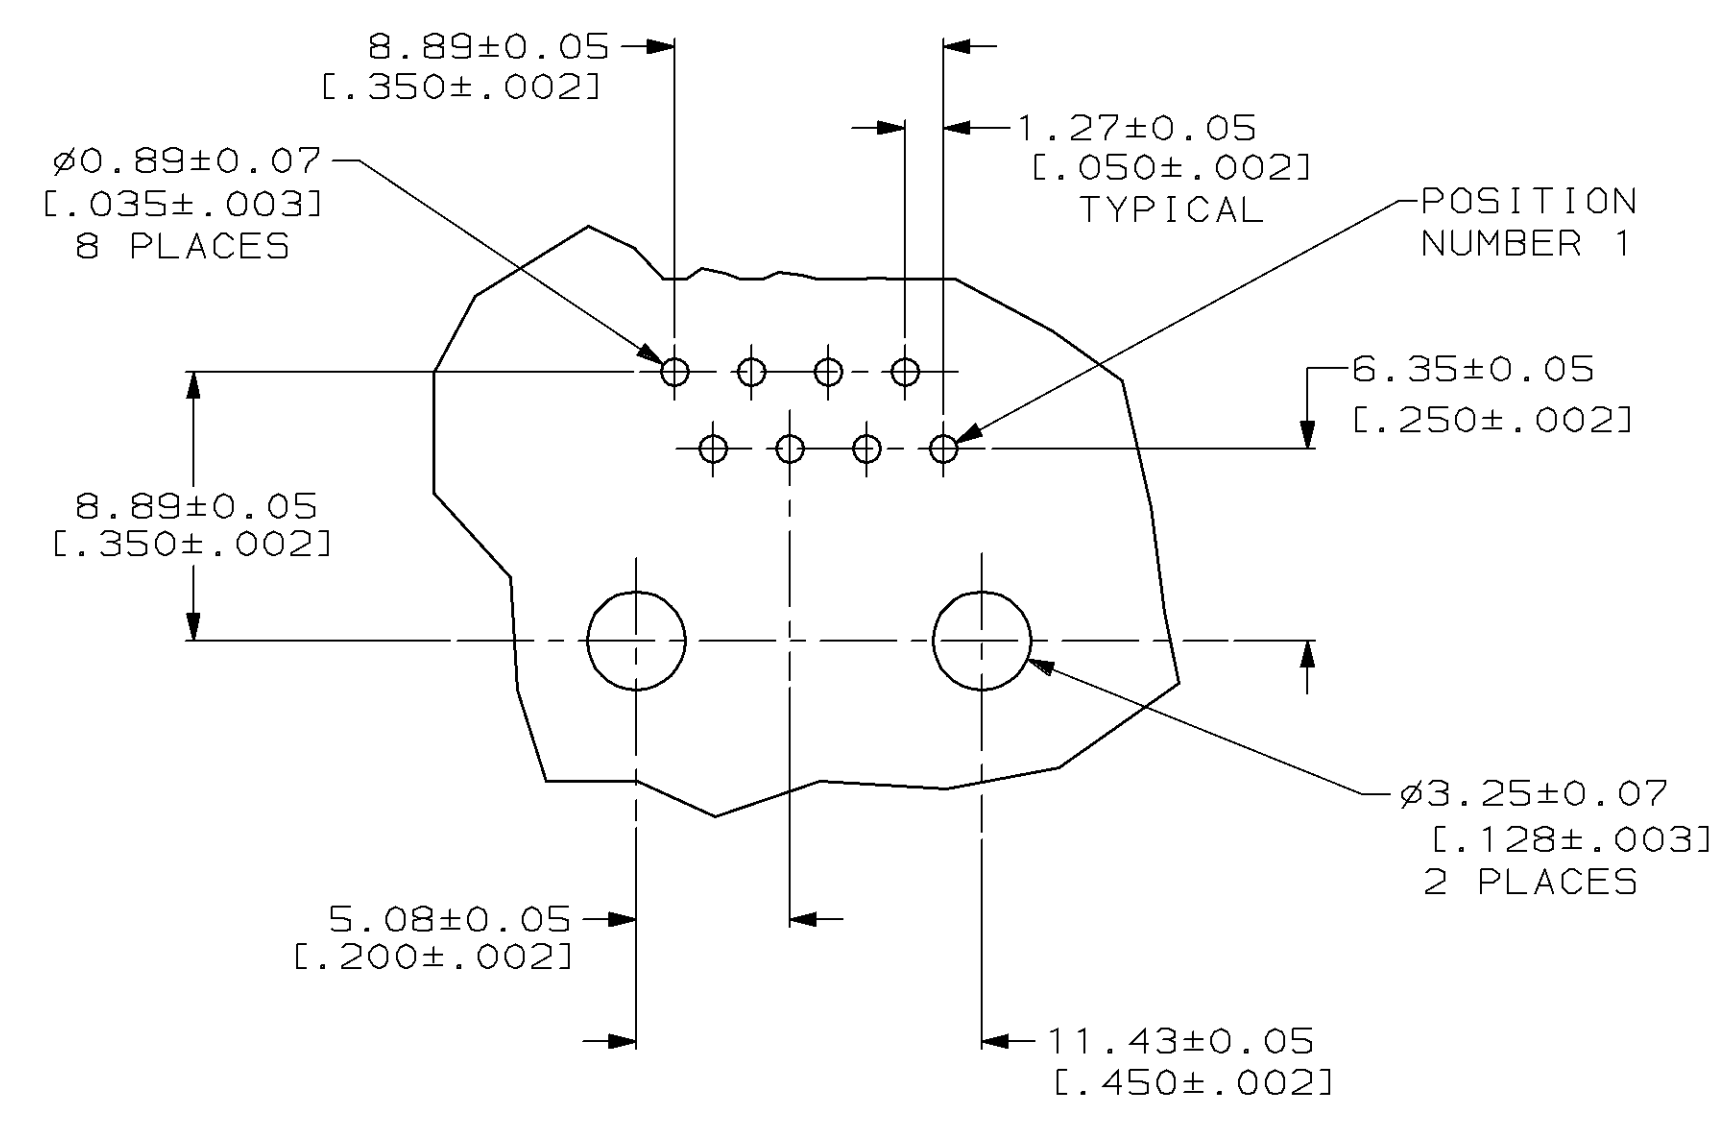 8.89±0.05
[.350±.002]
1.27±0.05
[.050±.002]
TYPICAL
ø0.89±0.07
[.035±.003]
8 PLACES
POSITION
NUMBER 1
6.35±0.05
[.250±.002]
8.89±0.05
[.350±.002]
ø3.25±0.07
[.128±.003]
2 PLACES
5.08±0.05
[.200±.002]
11.43±0.05
[.450±.002]